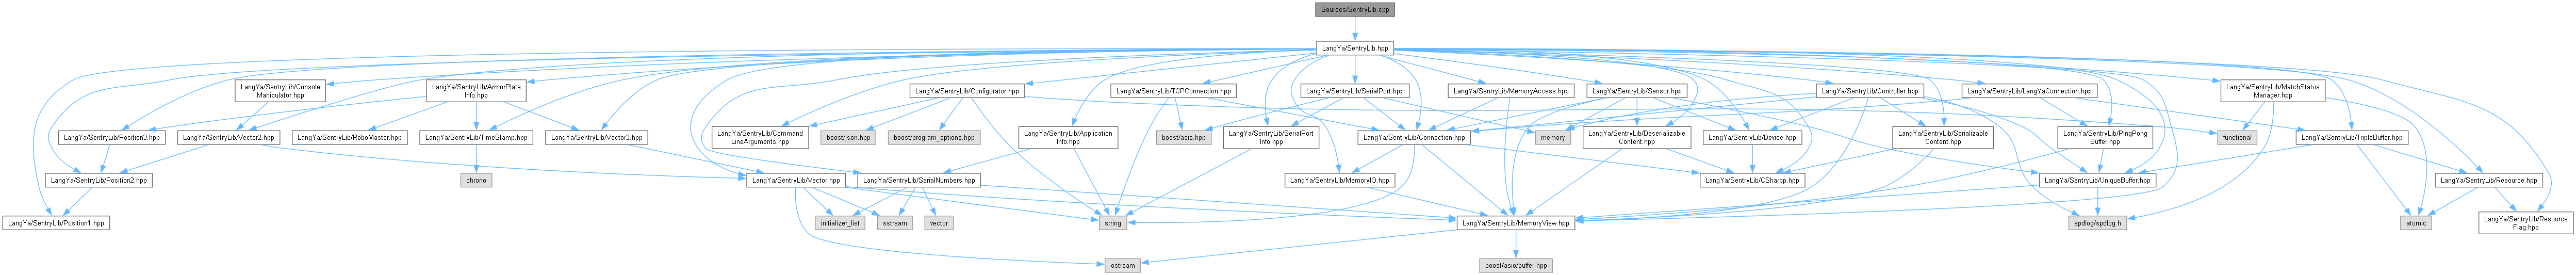 Sources/SentryLib.cpp
LangYa/SentryLib.hpp
LangYa/SentryLib/Console
Manipulator.hpp
LangYa/SentryLib/ArmorPlate
Info.hpp
LangYa/SentryLib/Configurator.hpp
LangYa/SentryLib/TCPConnection.hpp
LangYa/SentryLib/SerialPort.hpp
LangYa/SentryLib/MemoryAccess.hpp
LangYa/SentryLib/Sensor.hpp
LangYa/SentryLib/Controller.hpp
LangYa/SentryLib/LangYaConnection.hpp
LangYa/SentryLib/MatchStatus
Manager.hpp
LangYa/SentryLib/Position3.hpp
LangYa/SentryLib/Vector2.hpp
LangYa/SentryLib/RoboMaster.hpp
LangYa/SentryLib/TimeStamp.hpp
LangYa/SentryLib/Vector3.hpp
LangYa/SentryLib/Command
LineArguments.hpp
boost/json.hpp
boost/program_options.hpp
LangYa/SentryLib/Application
Info.hpp
boost/asio.hpp
LangYa/SentryLib/SerialPort
Info.hpp
memory
LangYa/SentryLib/Connection.hpp
LangYa/SentryLib/Deserializable
Content.hpp
LangYa/SentryLib/Device.hpp
LangYa/SentryLib/Serializable
Content.hpp
LangYa/SentryLib/PingPong
Buffer.hpp
functional
LangYa/SentryLib/TripleBuffer.hpp
LangYa/SentryLib/Position2.hpp
chrono
LangYa/SentryLib/Vector.hpp
LangYa/SentryLib/SerialNumbers.hpp
LangYa/SentryLib/MemoryIO.hpp
LangYa/SentryLib/CSharpp.hpp
LangYa/SentryLib/UniqueBuffer.hpp
LangYa/SentryLib/Resource.hpp
LangYa/SentryLib/Position1.hpp
initializer_list
sstream
vector
string
LangYa/SentryLib/MemoryView.hpp
spdlog/spdlog.h
atomic
LangYa/SentryLib/Resource
Flag.hpp
ostream
boost/asio/buffer.hpp